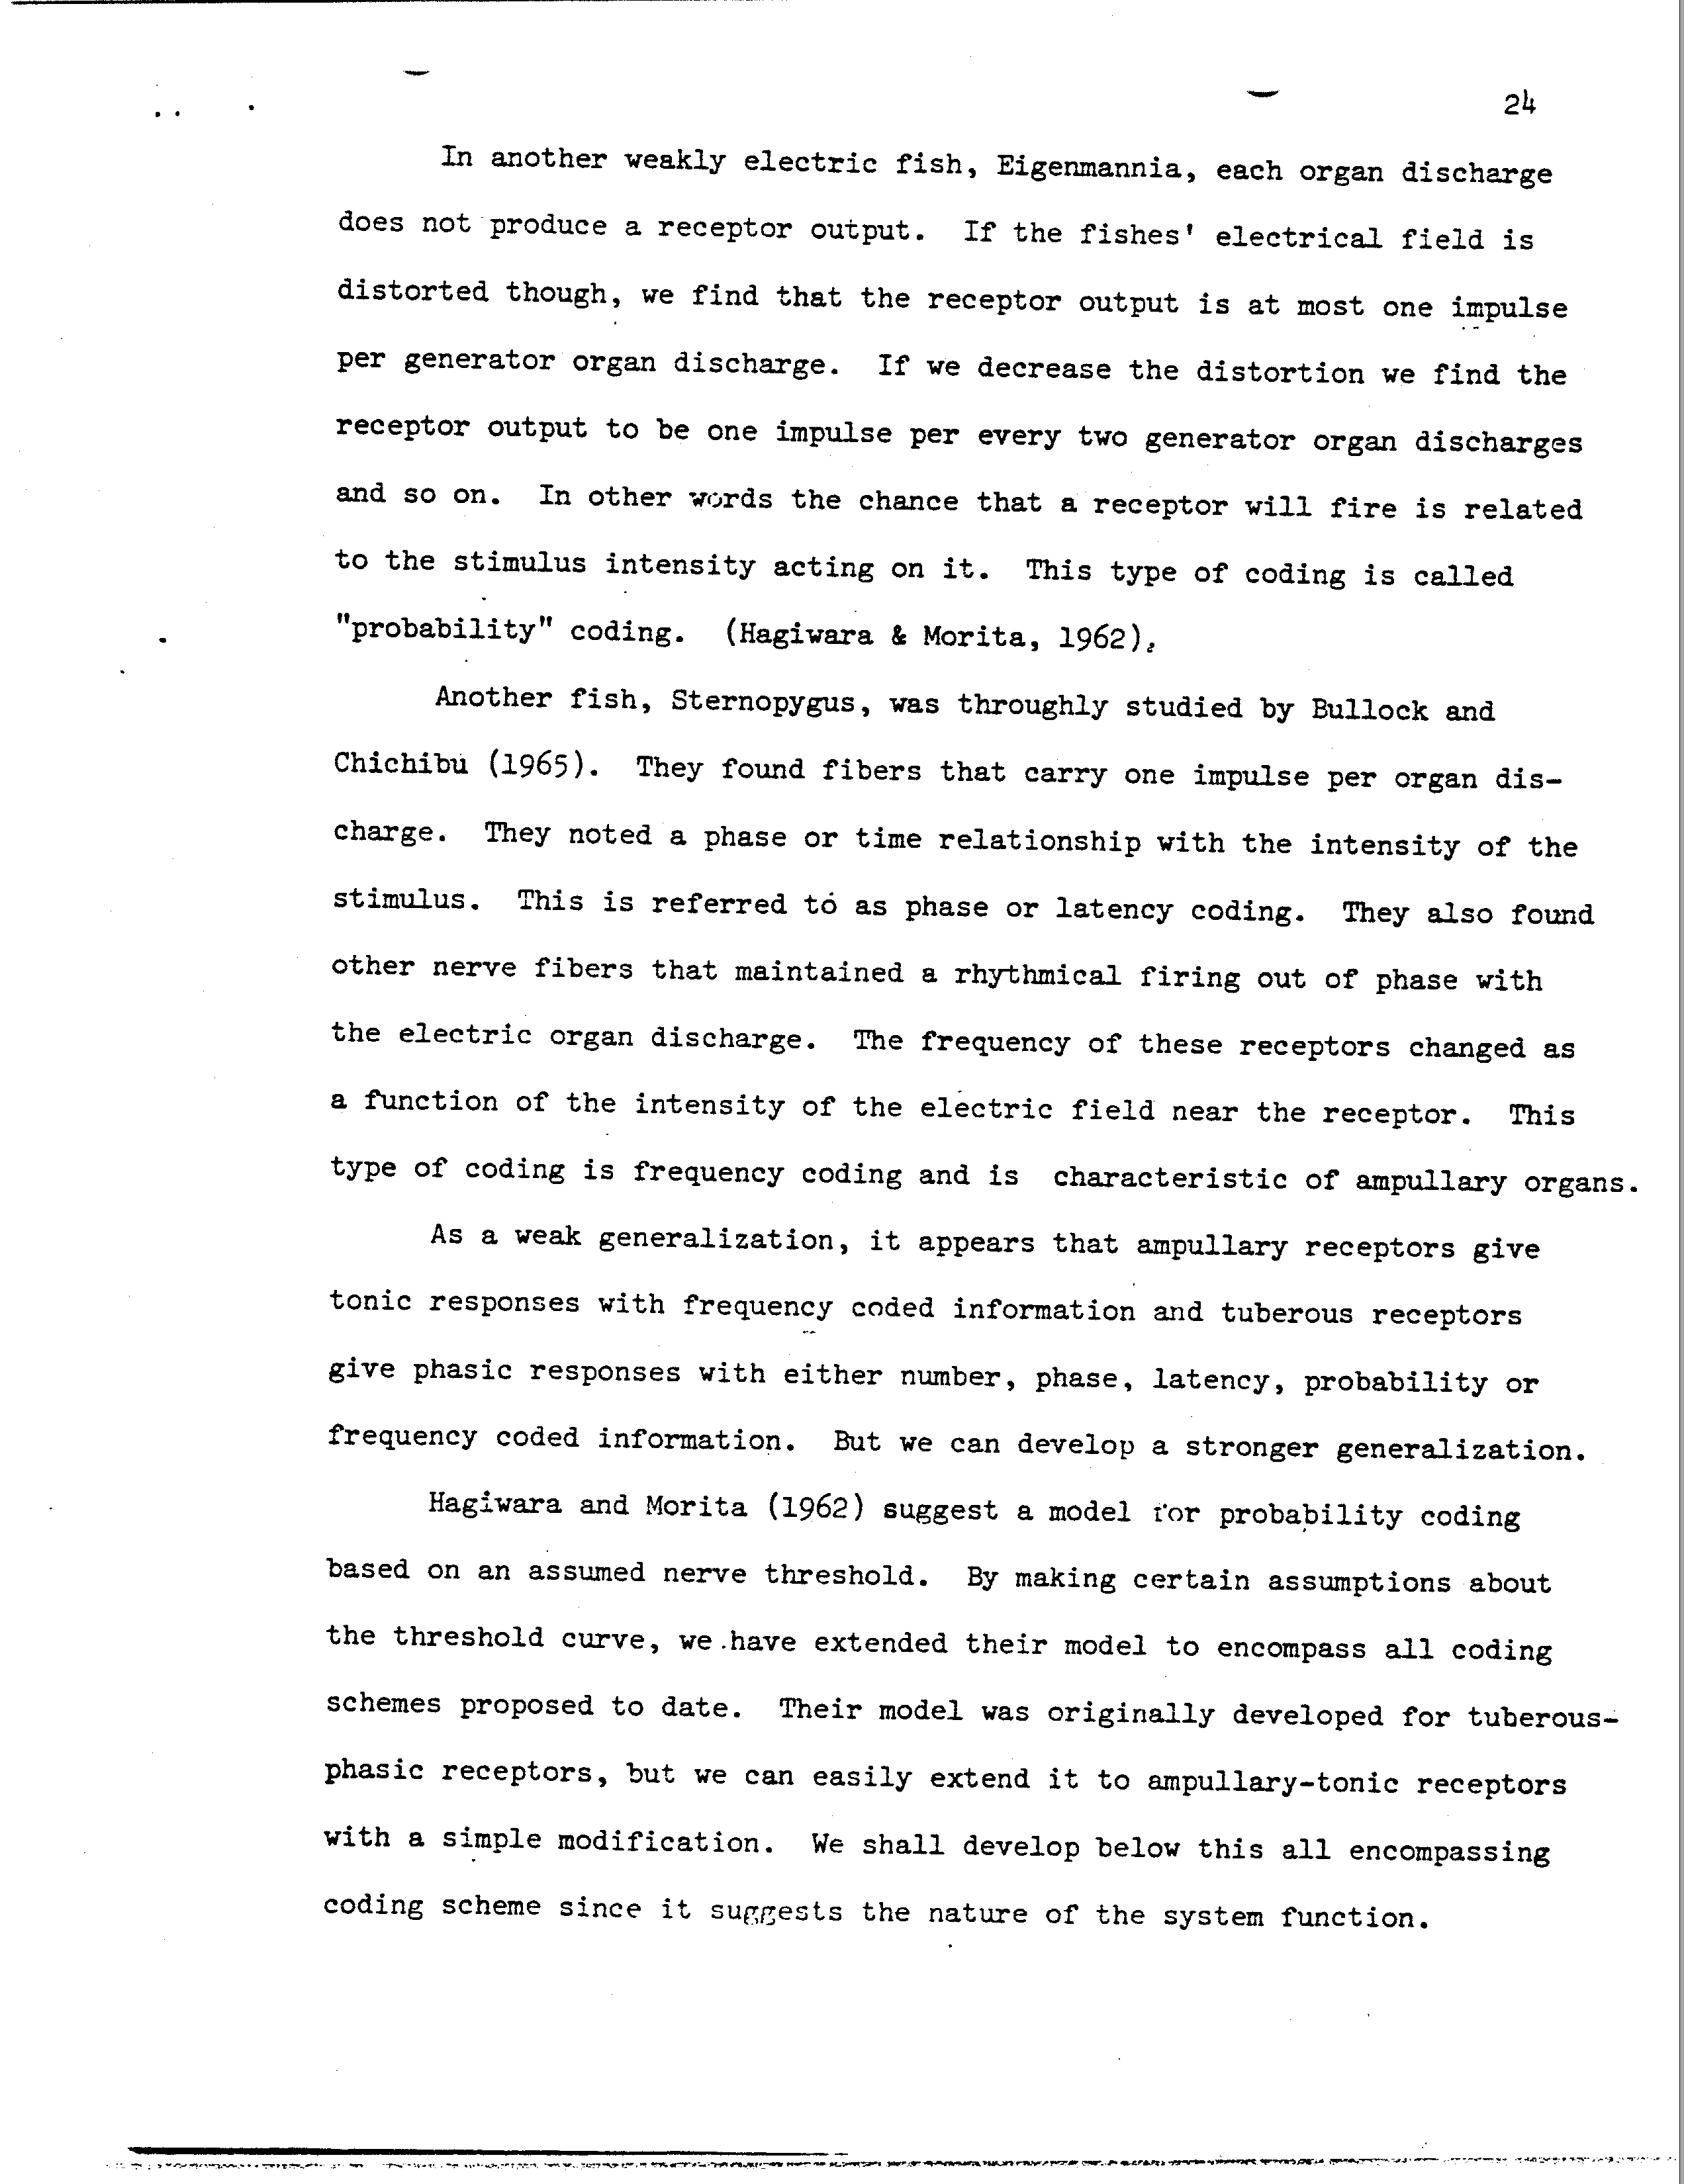 24
In another weakly electric fish, Eigenmannia, each organ discharge
does not produce a receptor output. If the fishes' electrical field is
distorted though, we find that the receptor output is at most one impulse
per generator organ discharge. If we decrease the distortion we find the
receptor output to be one impulse per every two generator organ discharges
and so on. In other words the chance that a receptor will fire is related
to the stimulus intensity acting on it. This type of coding is called
"probability" coding. (Hagiwara & Morita, 1962).
Another fish, Sternopygus, was throughly studied by Bullock and
Chichibu (1965). They found fibers that carry one impulse per organ dis-
charge. They noted a phase or time relationship with the intensity of the
stimulus. This is referred to as phase or latency coding. They also found
other nerve fibers that maintained a rhythmical firing out of phase with
the electric organ discharge. The frequency of these receptors changed as
a function of the intensity of the electric field near the receptor. This
type of coding is frequency coding and is characteristic of ampullary organs.
As a weak generalization, it appears that ampullary receptors give
tonic responses with frequency coded information and tuberous receptors
give phasic responses with either number, phase, latency, probability or
frequency coded information. But we can develop a stronger generalization.
Hagiwara and Morita (1962) suggest a model for probability coding
based on an assumed nerve threshold. By making certain assumptions about
the threshold curve, we have extended their model to encompass all coding
schemes proposed to date. Their model was originally developed for tuberous-
phasic receptors, but we can easily extend it to ampullary-tonic receptors
with a simple modification. We shall develop below this all encompassing
coding scheme since it suggests the nature of the system function.